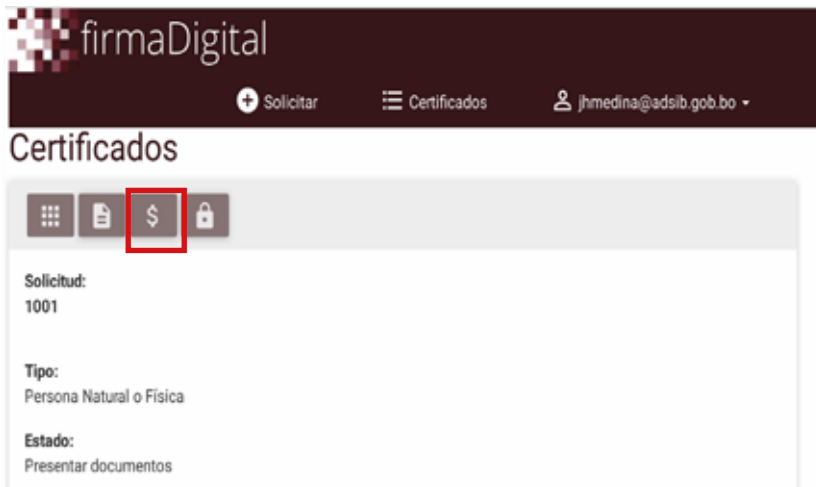 firmaDigital
Solicitar Certificados jhmedina@adsib.gob.bo
Certificados
$
Solicitud:
1001
Tipo:
Persona Natural o Física
Estado:
Presentar documentos